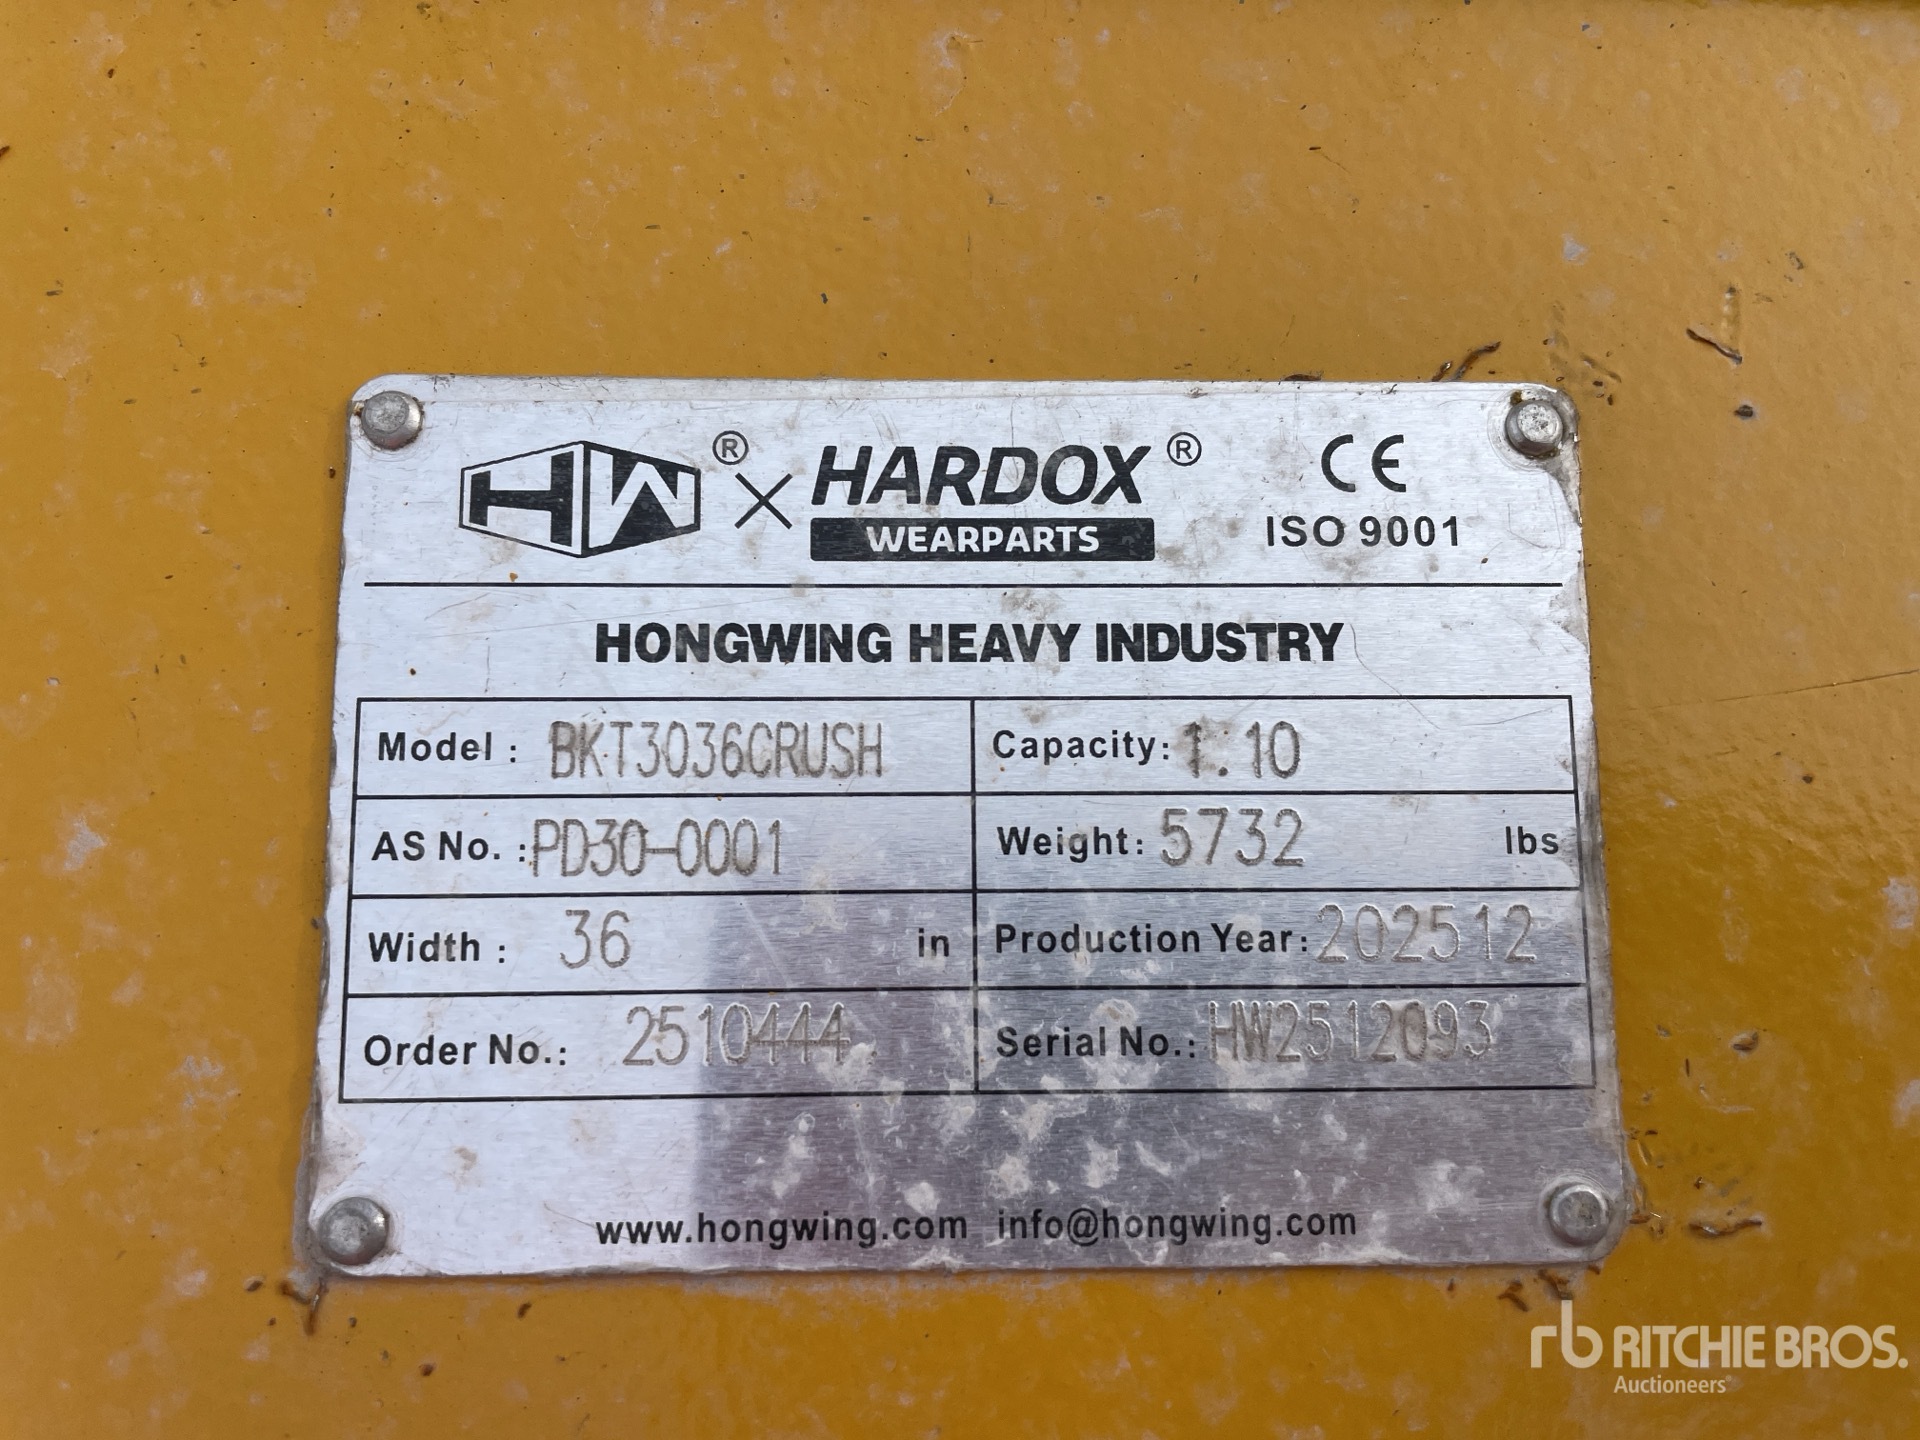 HW® × HARDOX® CE
WEARPARTS ISO 9001
HONGWING HEAVY INDUSTRY
Model : BKT3036CRUSH Capacity: 1.10
AS No. : PD30-0001 Weight: 5732 lbs
Width : 36 in Production Year: 202512
Order No.: 2510444 Serial No.: HW2512093
www.hongwing.com info@hongwing.com
rb RITCHIE BROS.
Auctioneers